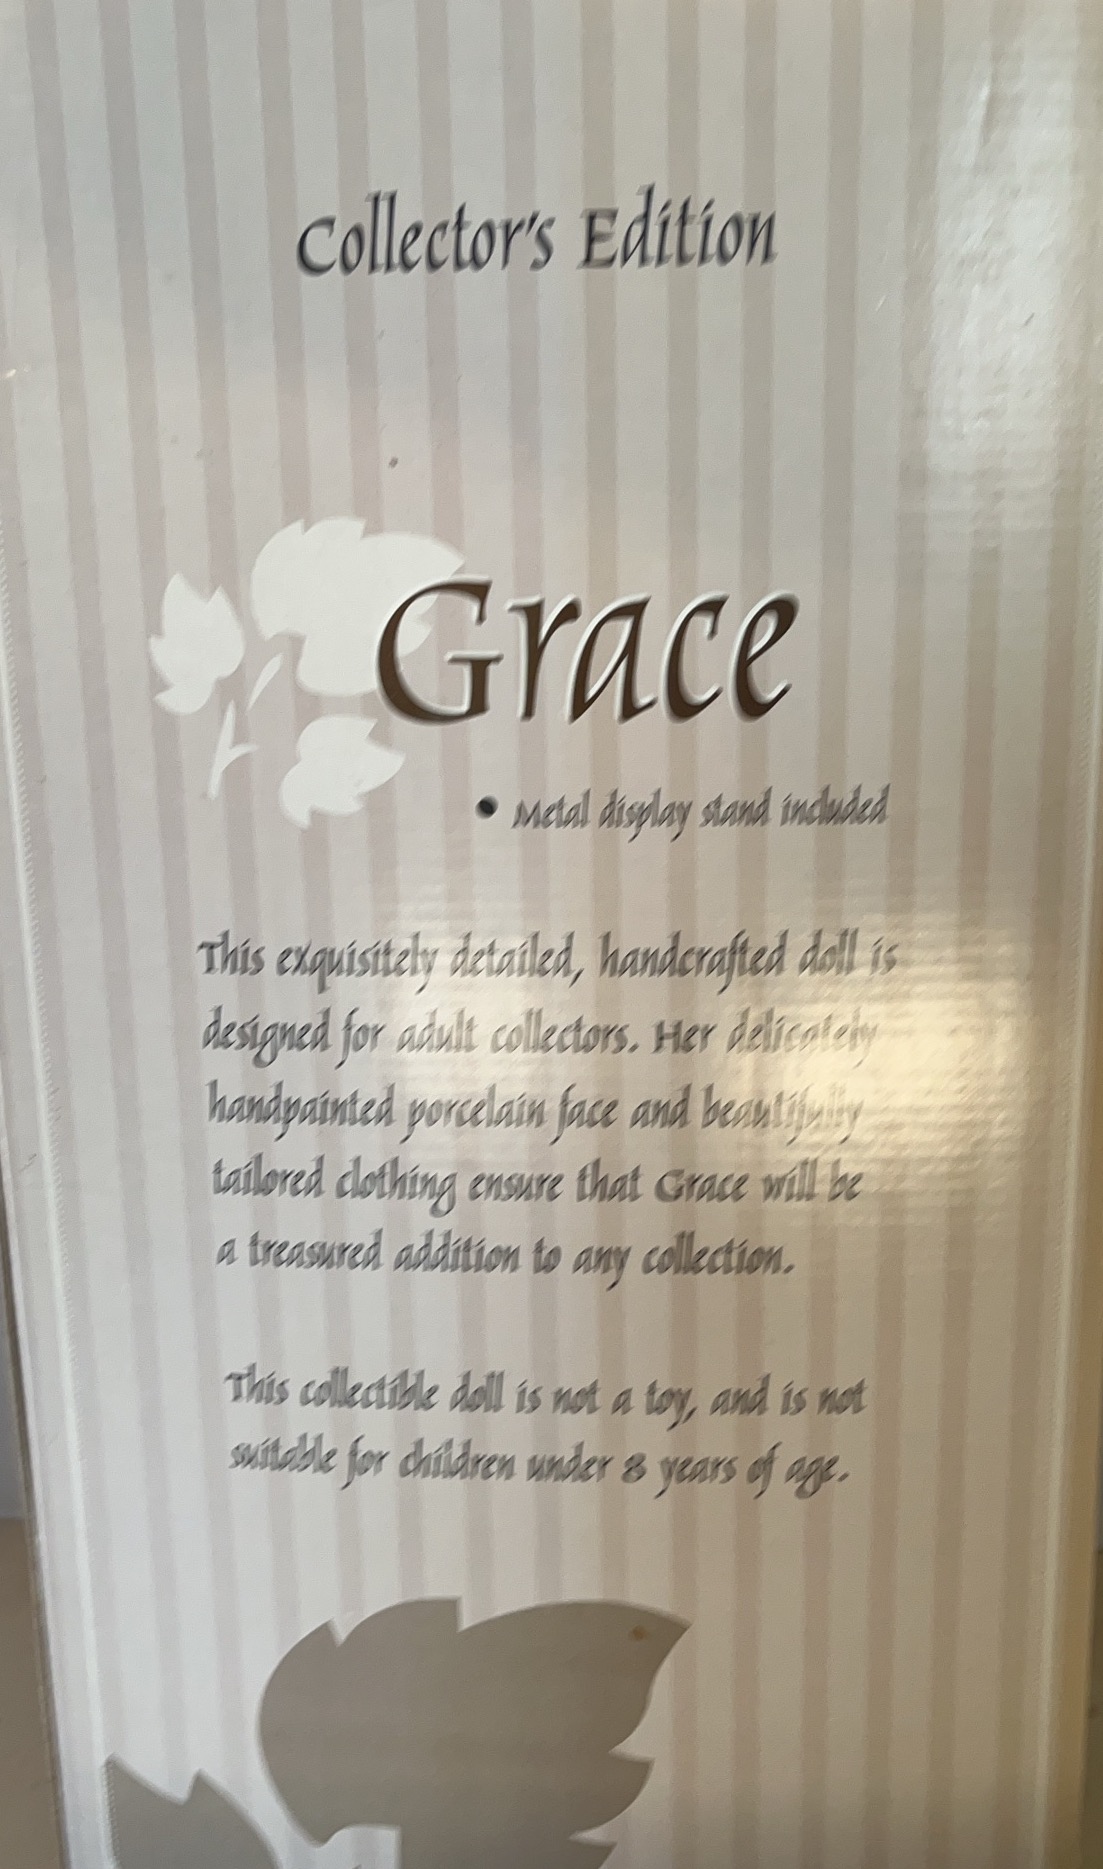 Collector's Edition
Grace
• Metal display stand included
This exquisitely detailed, handcrafted doll is
designed for adult collectors. Her delicately
handpainted porcelain face and beautifully
tailored clothing ensure that Grace will be
a treasured addition to any collection.
This collectible doll is not a toy, and is not
suitable for children under 8 years of age.